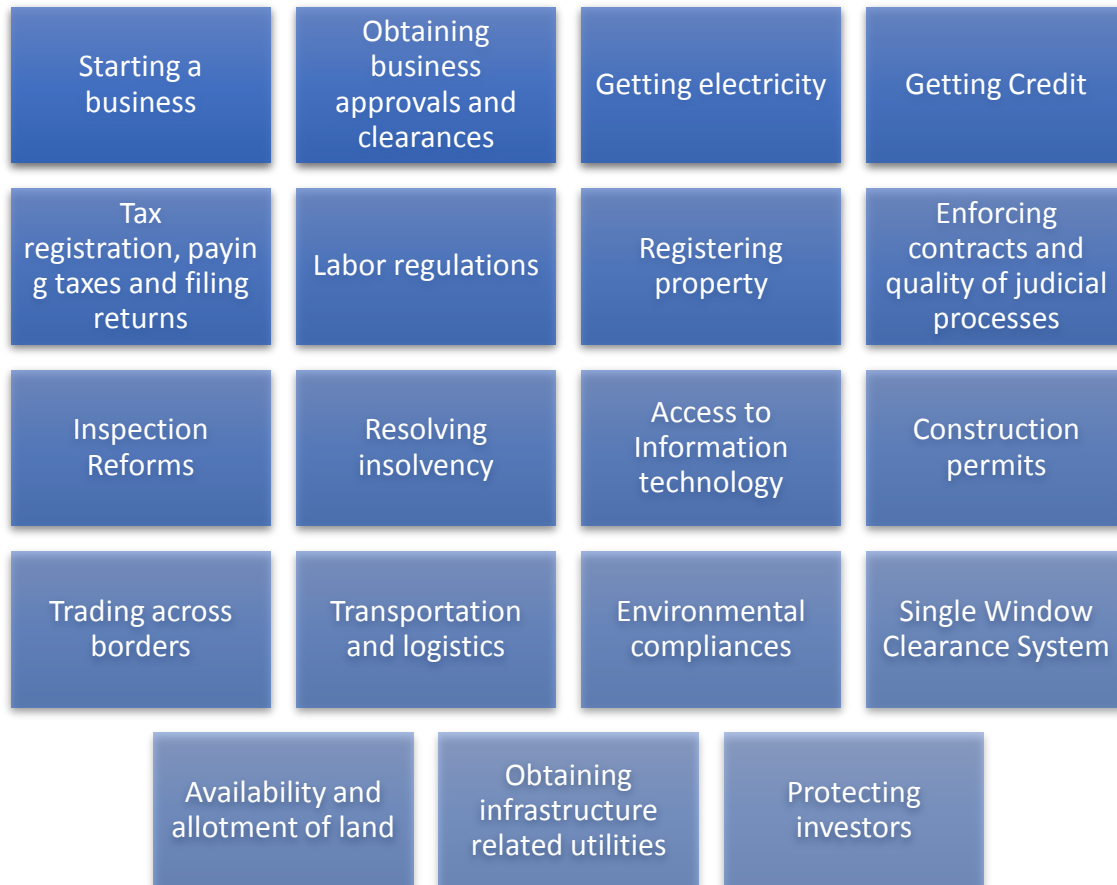 Starting a
business
Obtaining
business
approvals and
clearances
Getting electricity
Getting Credit
Tax
registration, payin
g taxes and filing
returns
Labor regulations
Registering
property
Enforcing
contracts and
quality of judicial
processes
Inspection
Reforms
Resolving
insolvency
Access to
Information
technology
Construction
permits
Trading across
borders
Transportation
and logistics
Environmental
compliances
Single Window
Clearance System
Availability and
allotment of land
Obtaining
infrastructure
related utilities
Protecting
investors